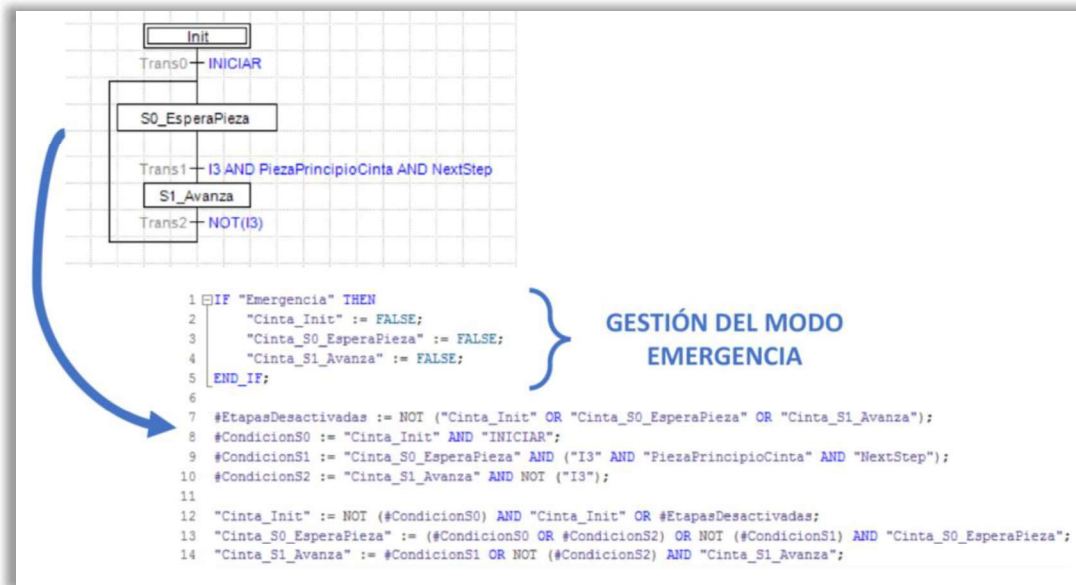 Init
Trans0 INICIAR
S0_EsperaPieza
Trans1 I3 AND PiezaPrincipioCinta AND NextStep
S1_Avanza
Trans2 NOT(I3)
1 IF "Emergencia" THEN
2 "Cinta_Init" := FALSE;
3 "Cinta_S0_EsperaPieza" := FALSE;
4 "Cinta_S1_Avanza" := FALSE;
5 END_IF;
6
7 #EtapasDesactivadas := NOT ("Cinta_Init" OR "Cinta_S0_EsperaPieza" OR "Cinta_S1_Avanza");
8 #CondicionS0 := "Cinta_Init" AND "INICIAR";
9 #CondicionS1 := "Cinta_S0_EsperaPieza" AND ("I3" AND "PiezaPrincipioCinta" AND "NextStep");
10 #CondicionS2 := "Cinta_S1_Avanza" AND NOT ("I3");
11
12 "Cinta_Init" := NOT (#CondicionS0) AND "Cinta_Init" OR #EtapasDesactivadas;
13 "Cinta_S0_EsperaPieza" := (#CondicionS0 OR #CondicionS2) OR NOT (#CondicionS1) AND "Cinta_S0_EsperaPieza";
14 "Cinta_S1_Avanza" := #CondicionS1 OR NOT (#CondicionS2) AND "Cinta_S1_Avanza";
GESTIÓN DEL MODO
EMERGENCIA